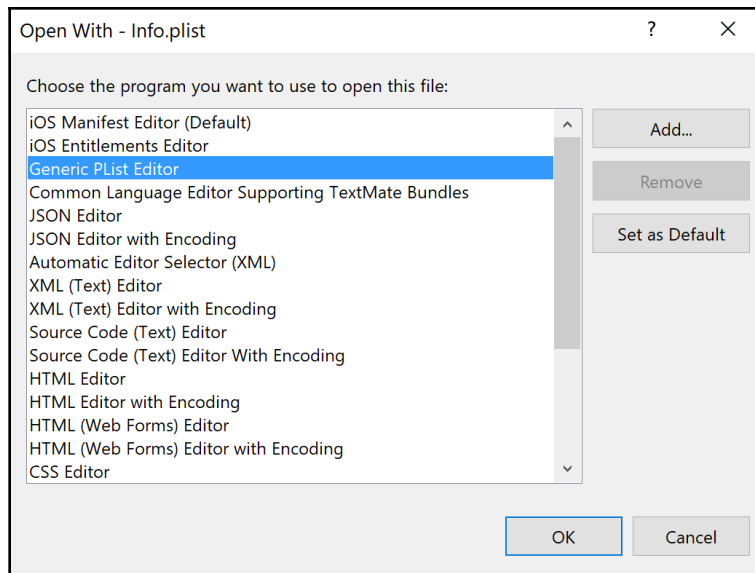 Open With - Info.plist
?
Choose the program you want to use to open this file:
iOS Manifest Editor (Default)
iOS Entitlements Editor
Generic PList Editor
Common Language Editor Supporting TextMate Bundles
JSON Editor
JSON Editor with Encoding
Automatic Editor Selector (XML)
XML (Text) Editor
XML (Text) Editor with Encoding
Source Code (Text) Editor
Source Code (Text) Editor With Encoding
HTML Editor
HTML Editor with Encoding
HTML (Web Forms) Editor
HTML (Web Forms) Editor with Encoding
CSS Editor
Add...
Remove
Set as Default
OK
Cancel